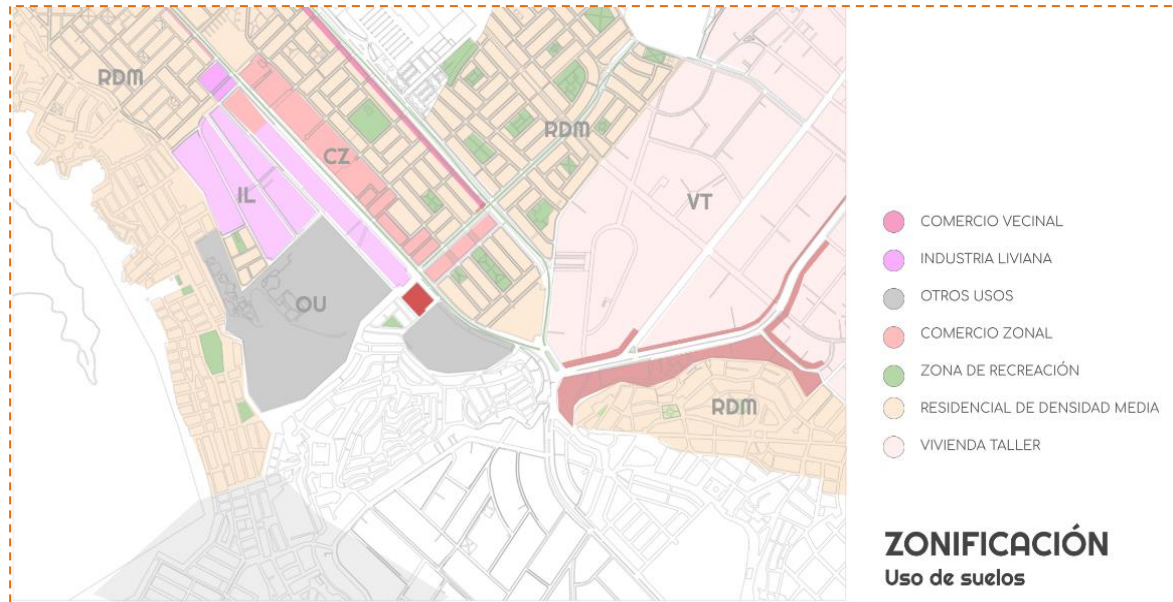 RDM
RDM
CZ
IL
VT
OU
RDM
COMERCIO VECINAL
INDUSTRIA LIVIANA
OTROS USOS
COMERCIO ZONAL
ZONA DE RECREACIÓN
RESIDENCIAL DE DENSIDAD MEDIA
VIVIENDA TALLER
ZONIFICACIÓN
Uso de suelos